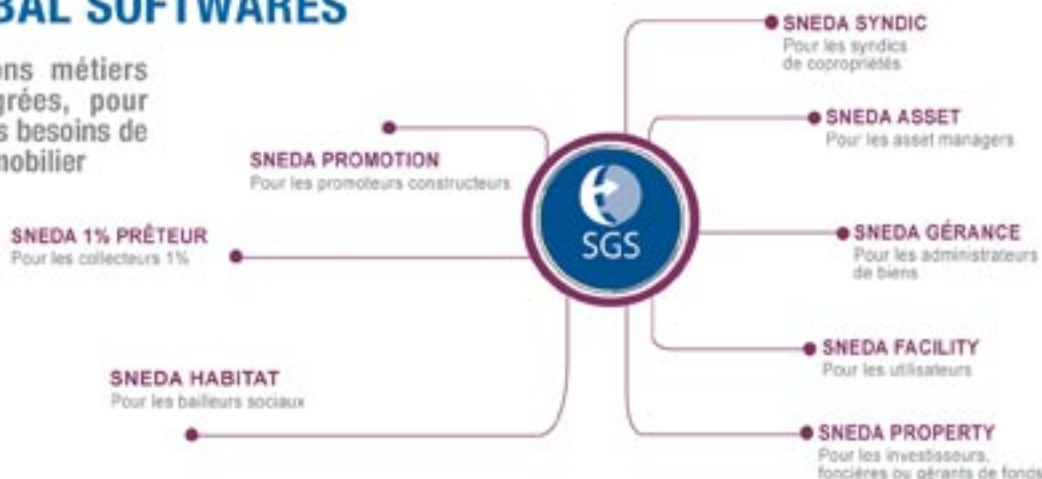 BAL SOFTWARES
ons métiers
grées, pour
s besoins de
mobilier
SNEDA SYNDIC
Pour les syndics
de copropriétés
SNEDA ASSET
Pour les asset managers
SNEDA PROMOTION
Pour les promoteurs constructeurs
SGS
SNEDA 1% PRÊTEUR
Pour les collecteurs 1%
SNEDA GÉRANCE
Pour les administrateurs
de biens
SNEDA FACILITY
Pour les utilisateurs
SNEDA HABITAT
Pour les bailleurs sociaux
SNEDA PROPERTY
Pour les investisseurs,
foncières ou gérants de fonds